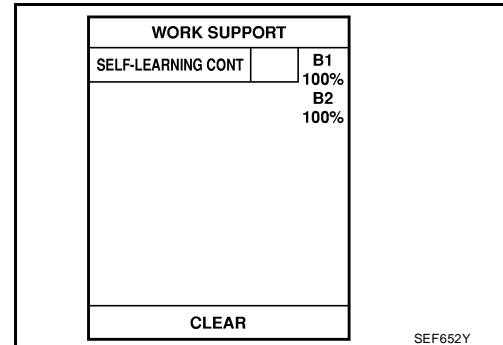 WORK SUPPORT
SELF-LEARNING CONT B1
100%
B2
100%
CLEAR
SEF652Y